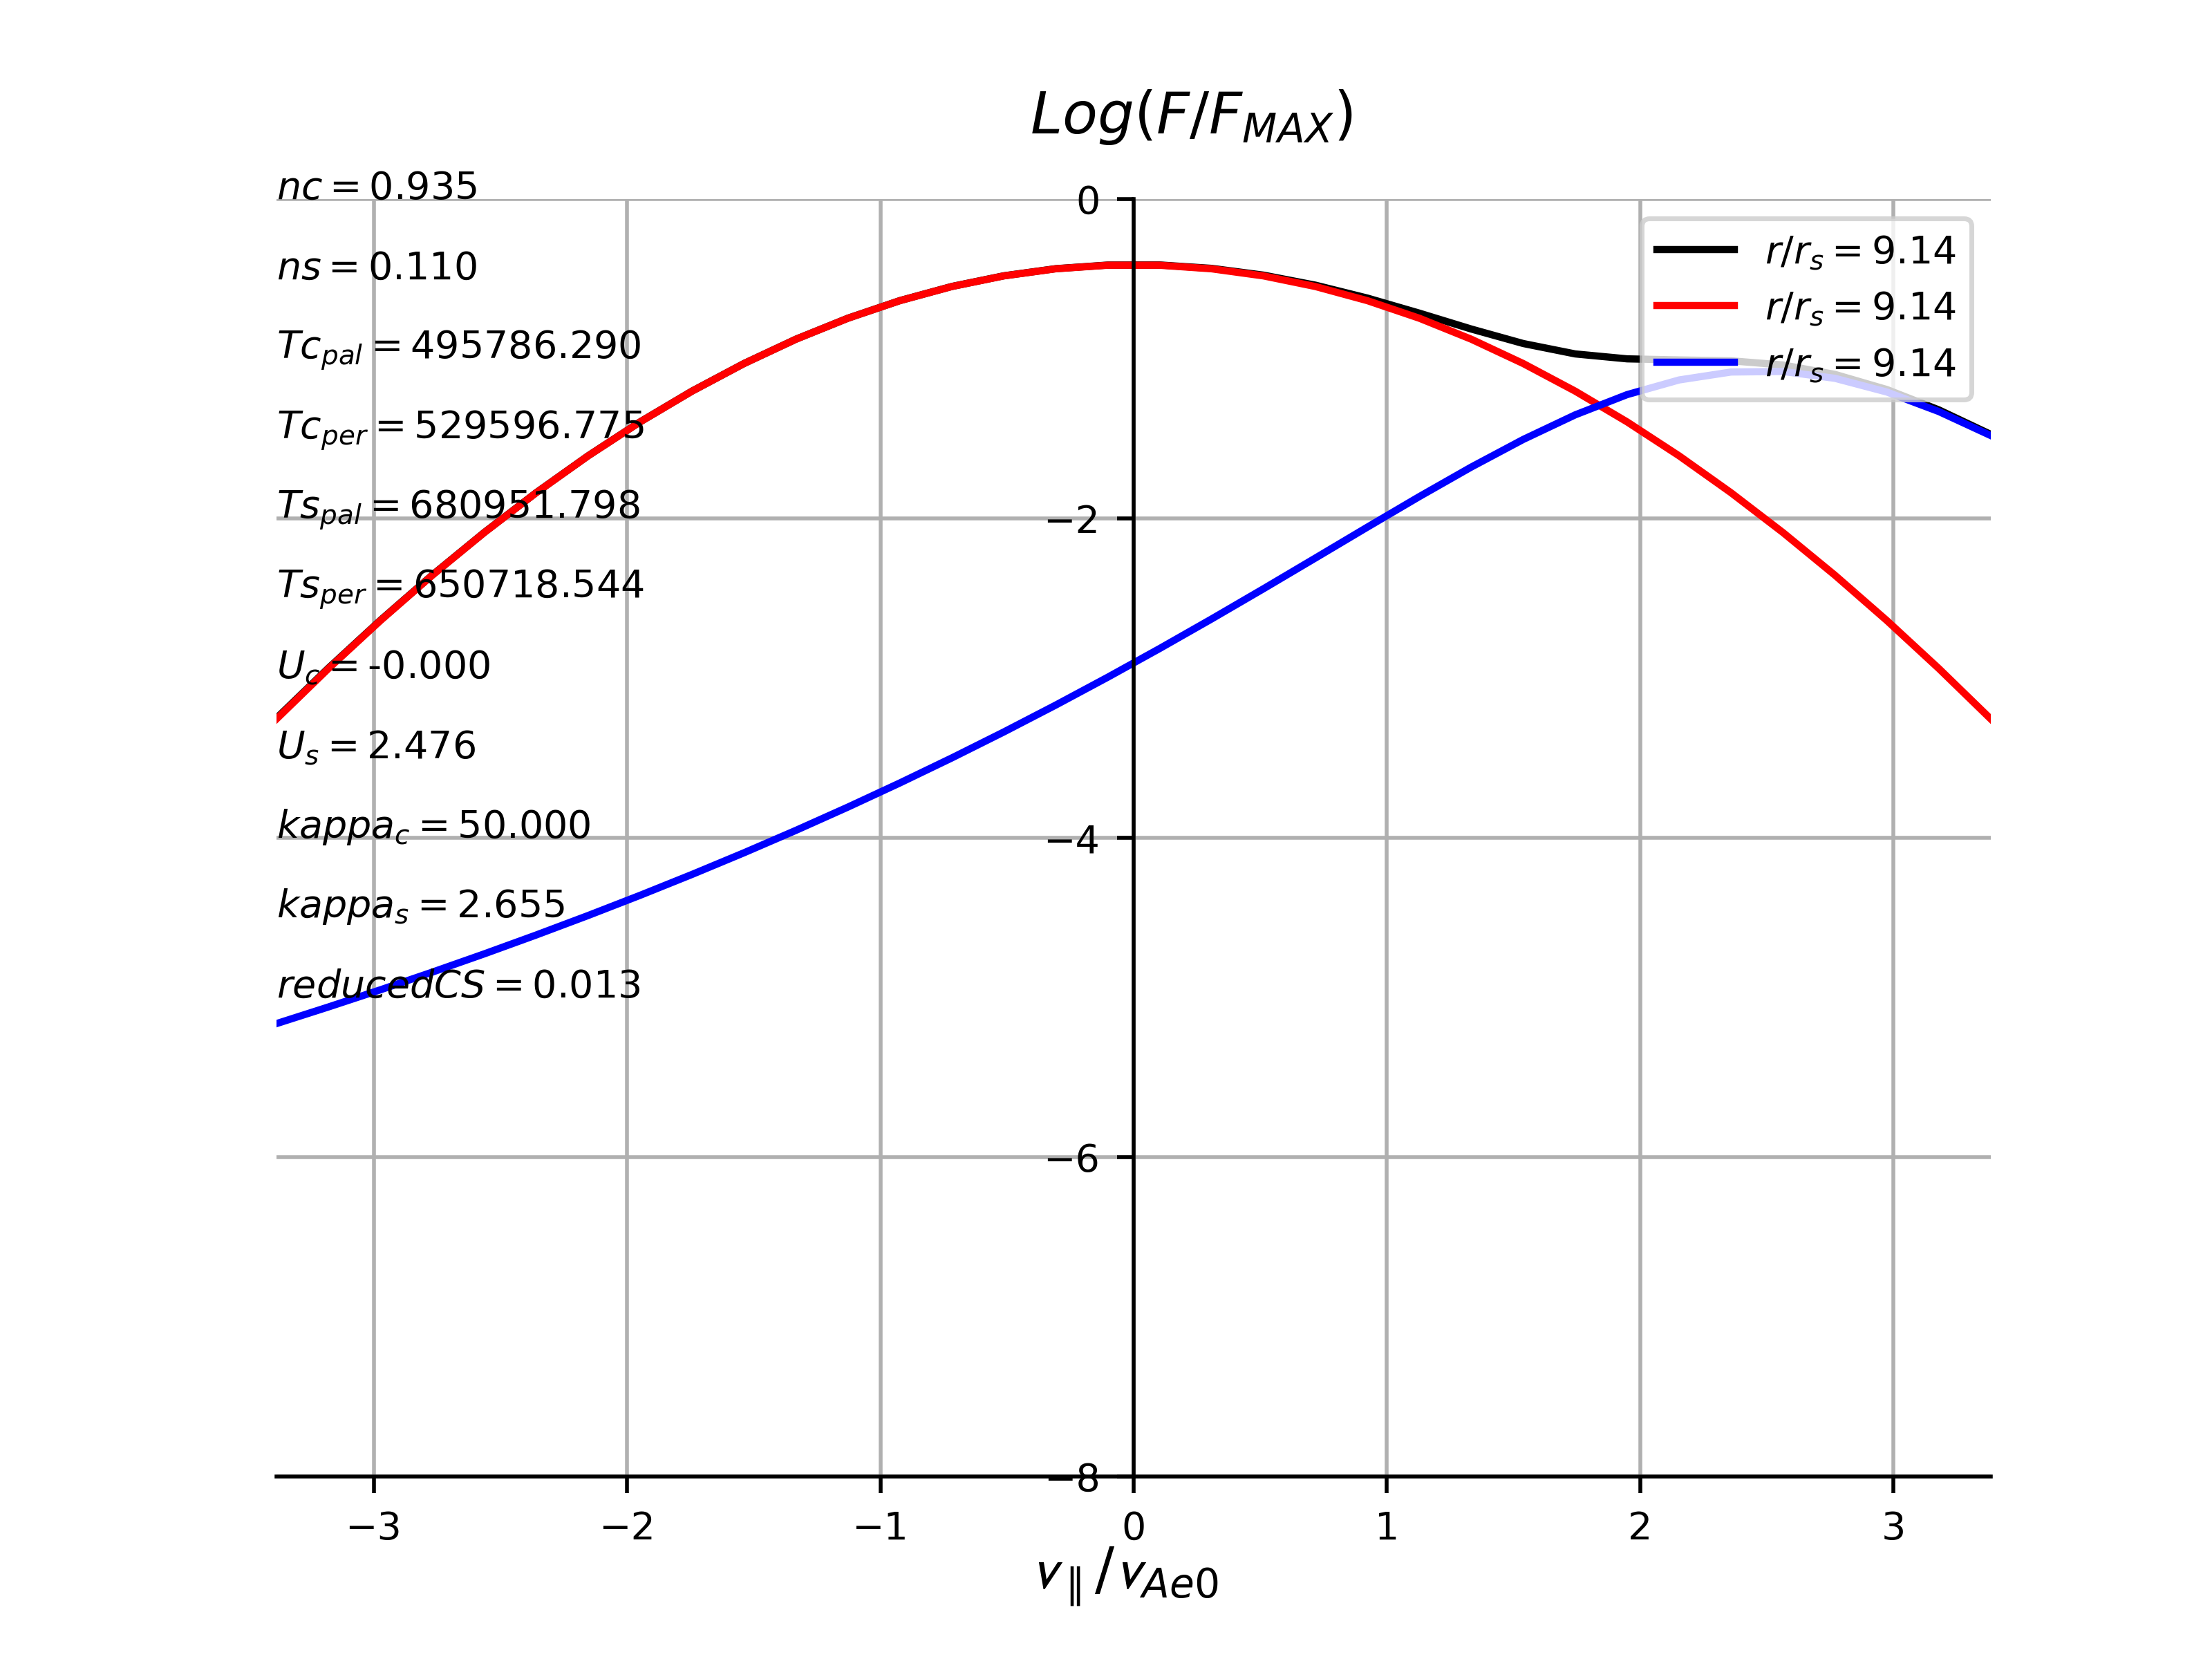 Log(F/F_MAX)
nc = 0.935
ns = 0.110
Tc_pal = 495786.290
Tc_per = 529596.775
Ts_pal = 680951.798
Ts_per = 650718.544
U_c = -0.000
U_s = 2.476
kappa_c = 50.000
kappa_s = 2.655
reducedCS = 0.013
r/r_s = 9.14
r/r_s = 9.14
r/r_s = 9.14
0
−2
−4
−6
−8
−3 −2 −1 0 1 2 3
v_∥/v_Ae0